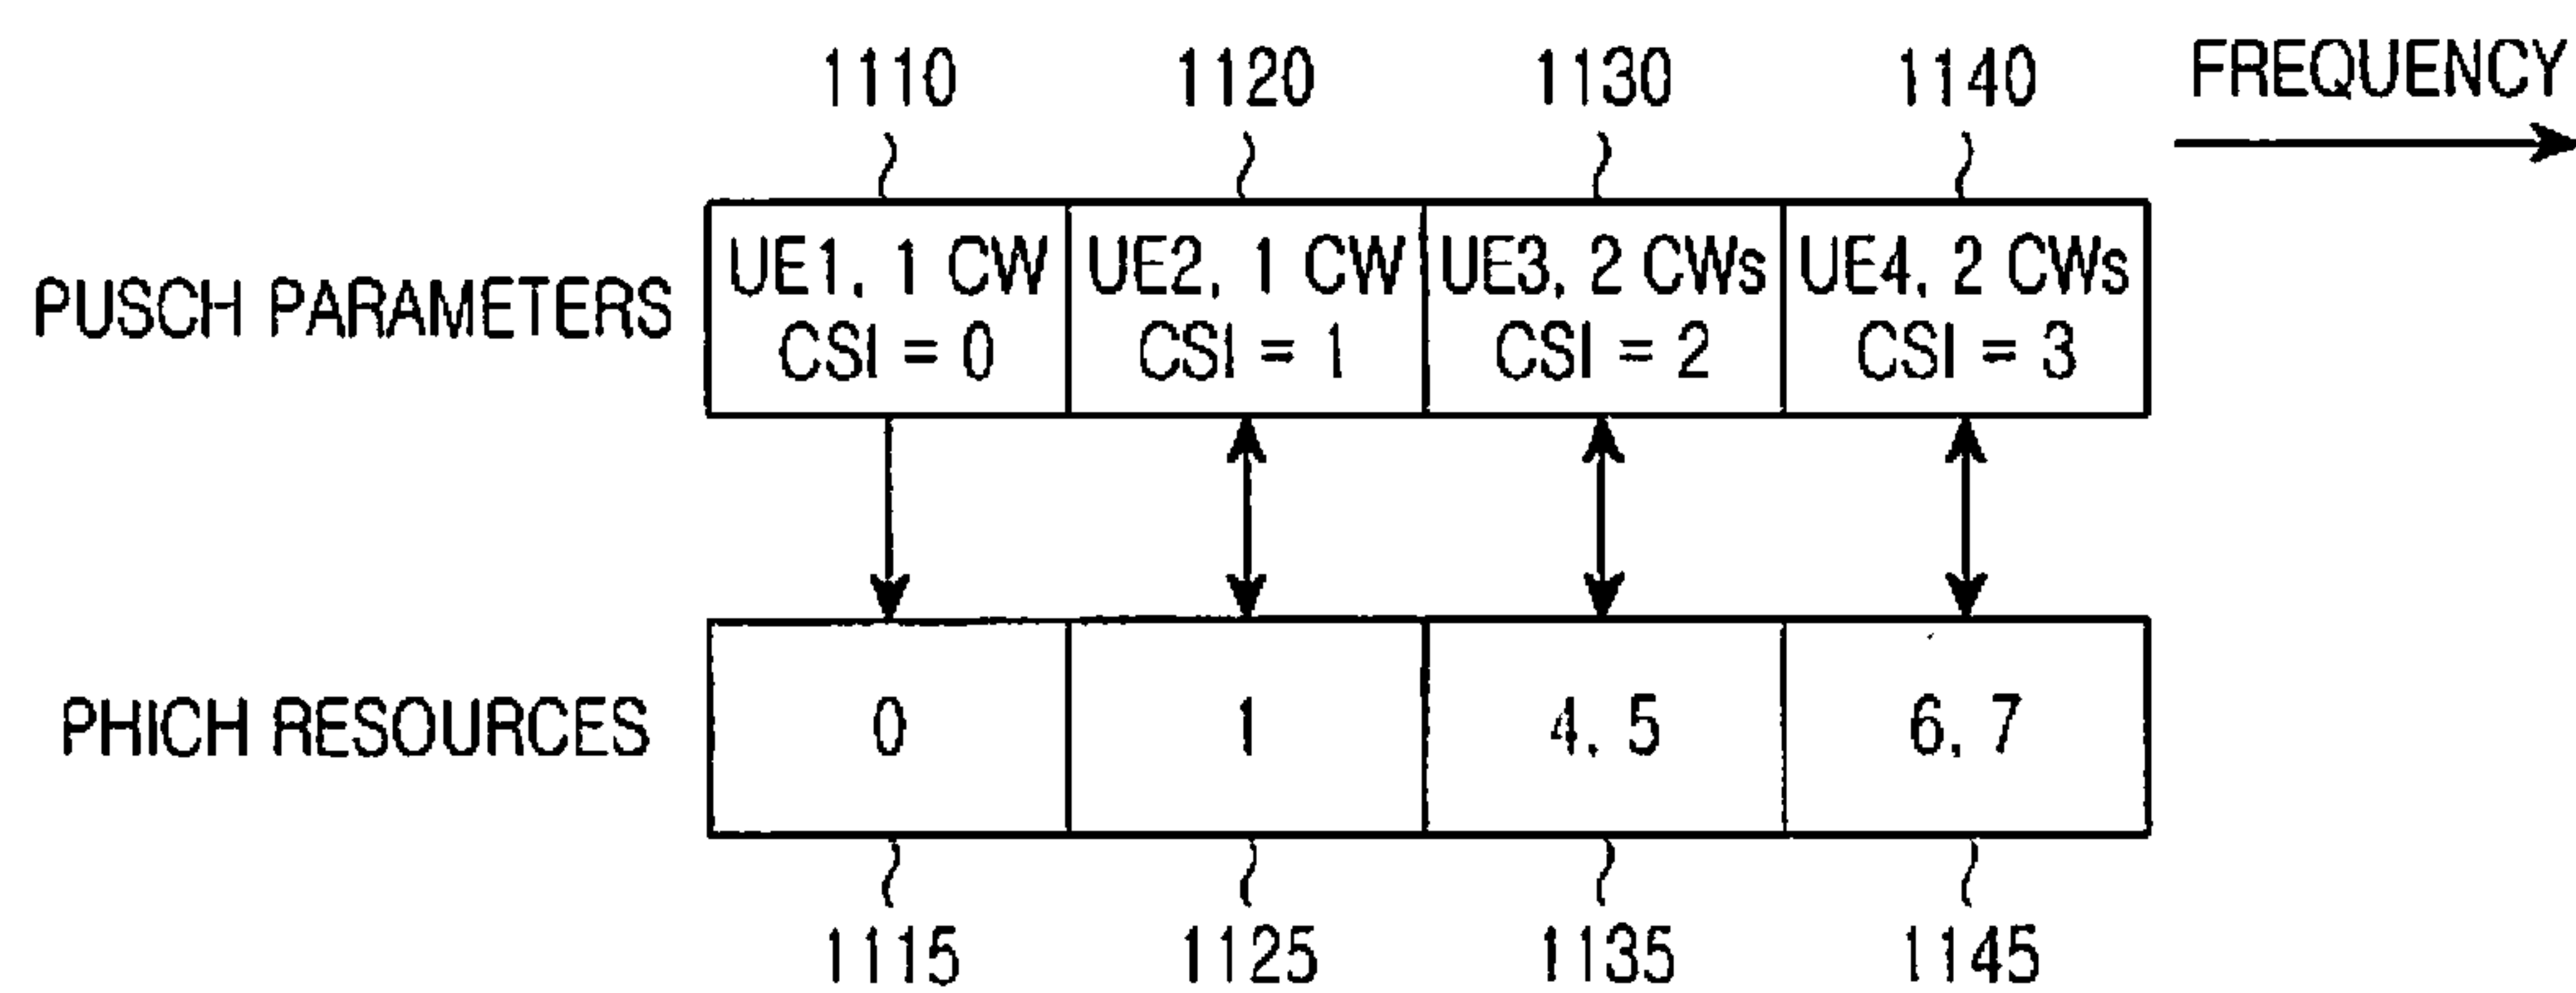 1110 1120 1130 1140 FREQUENCY
PUSCH PARAMETERS
UE1, 1 CW
CSI = 0
UE2, 1 CW
CSI = 1
UE3, 2 CWs
CSI = 2
UE4, 2 CWs
CSI = 3
PHICH RESOURCES
0
1
4, 5
6, 7
1115 1125 1135 1145